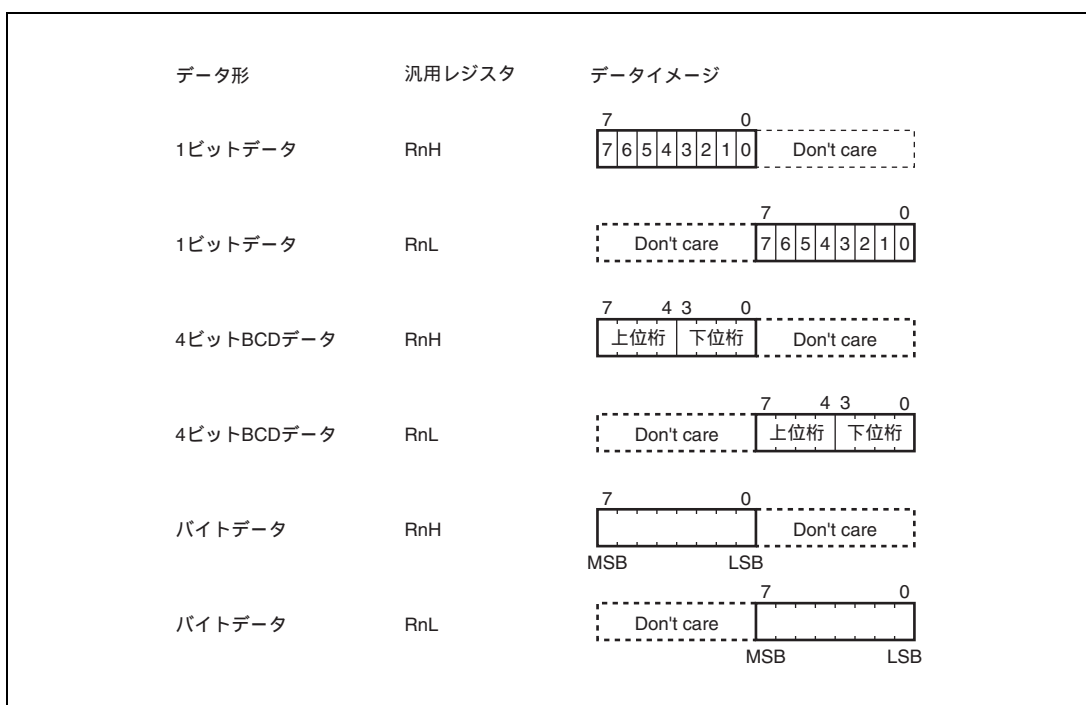 データ形 汎用レジスタ データイメージ
7 0
1ビットデータ RnH 7 6 5 4 3 2 1 0 Don't care
7 0
1ビットデータ RnL Don't care 7 6 5 4 3 2 1 0
7 4 3 0
4ビットBCDデータ RnH 上位桁 下位桁 Don't care
7 4 3 0
4ビットBCDデータ RnL Don't care 上位桁 下位桁
7 0
バイトデータ RnH Don't care
MSB LSB
7 0
バイトデータ RnL Don't care
MSB LSB